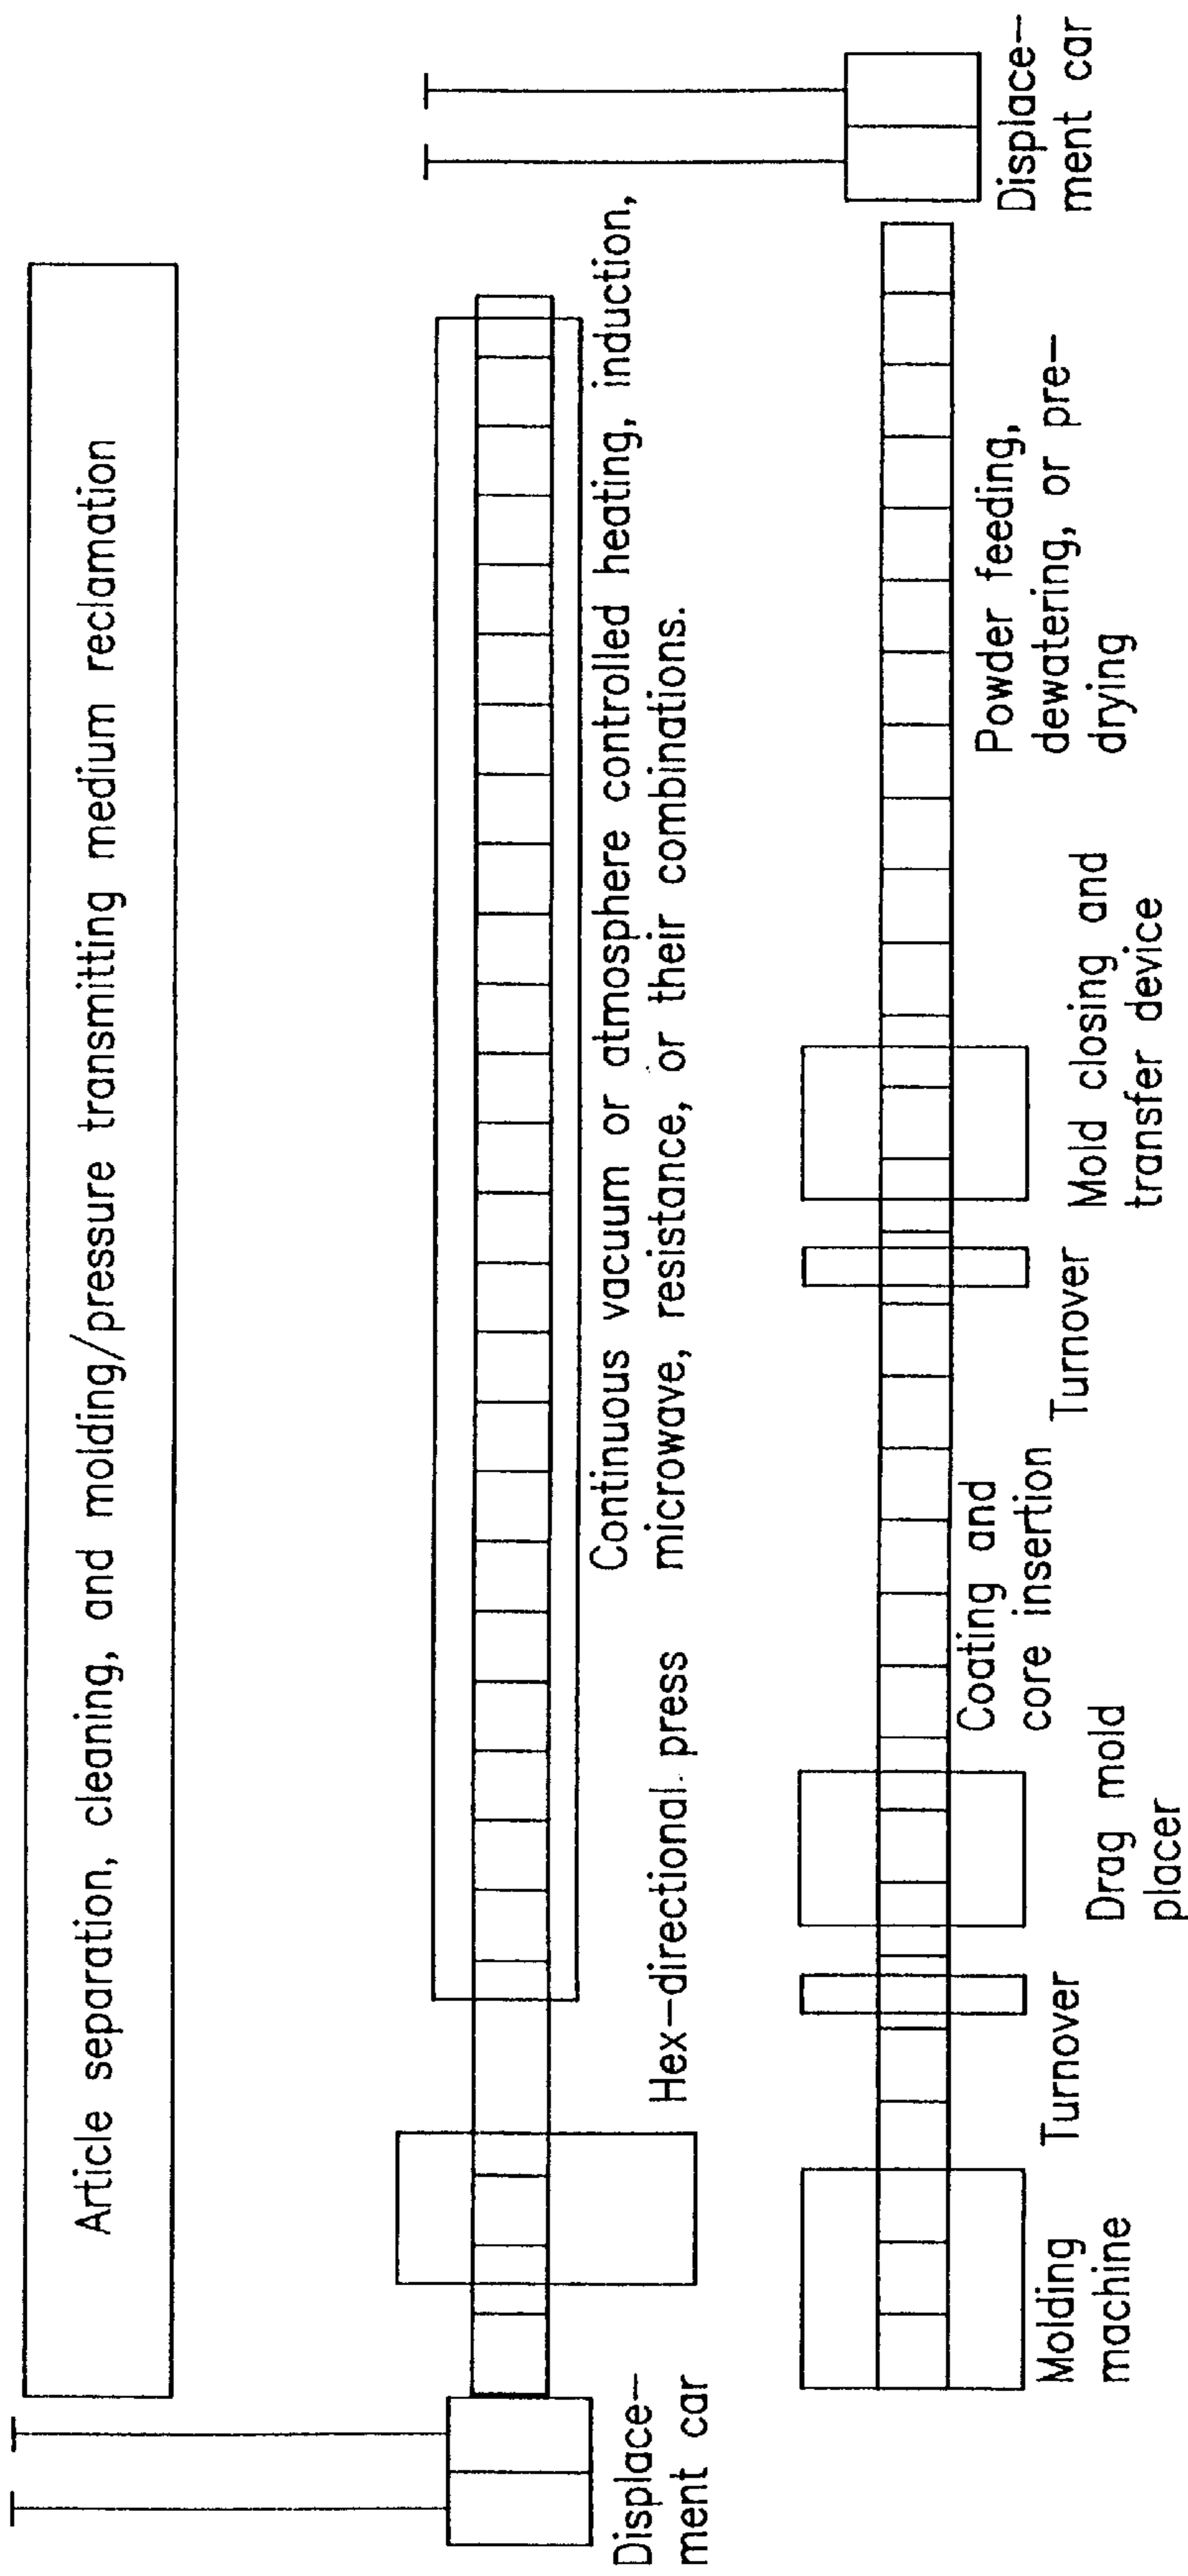 Article separation, cleaning, and molding/pressure transmitting medium reclamation
Continuous vacuum or atmosphere controlled heating, induction,
microwave, resistance, or their combinations.
Hex-directional press
Displace-
ment car
Displace-
ment car
Molding
machine
Turnover
Drag mold
placer
Coating and
core insertion
Turnover
Mold closing and
transfer device
Powder feeding,
dewatering, or pre-
drying